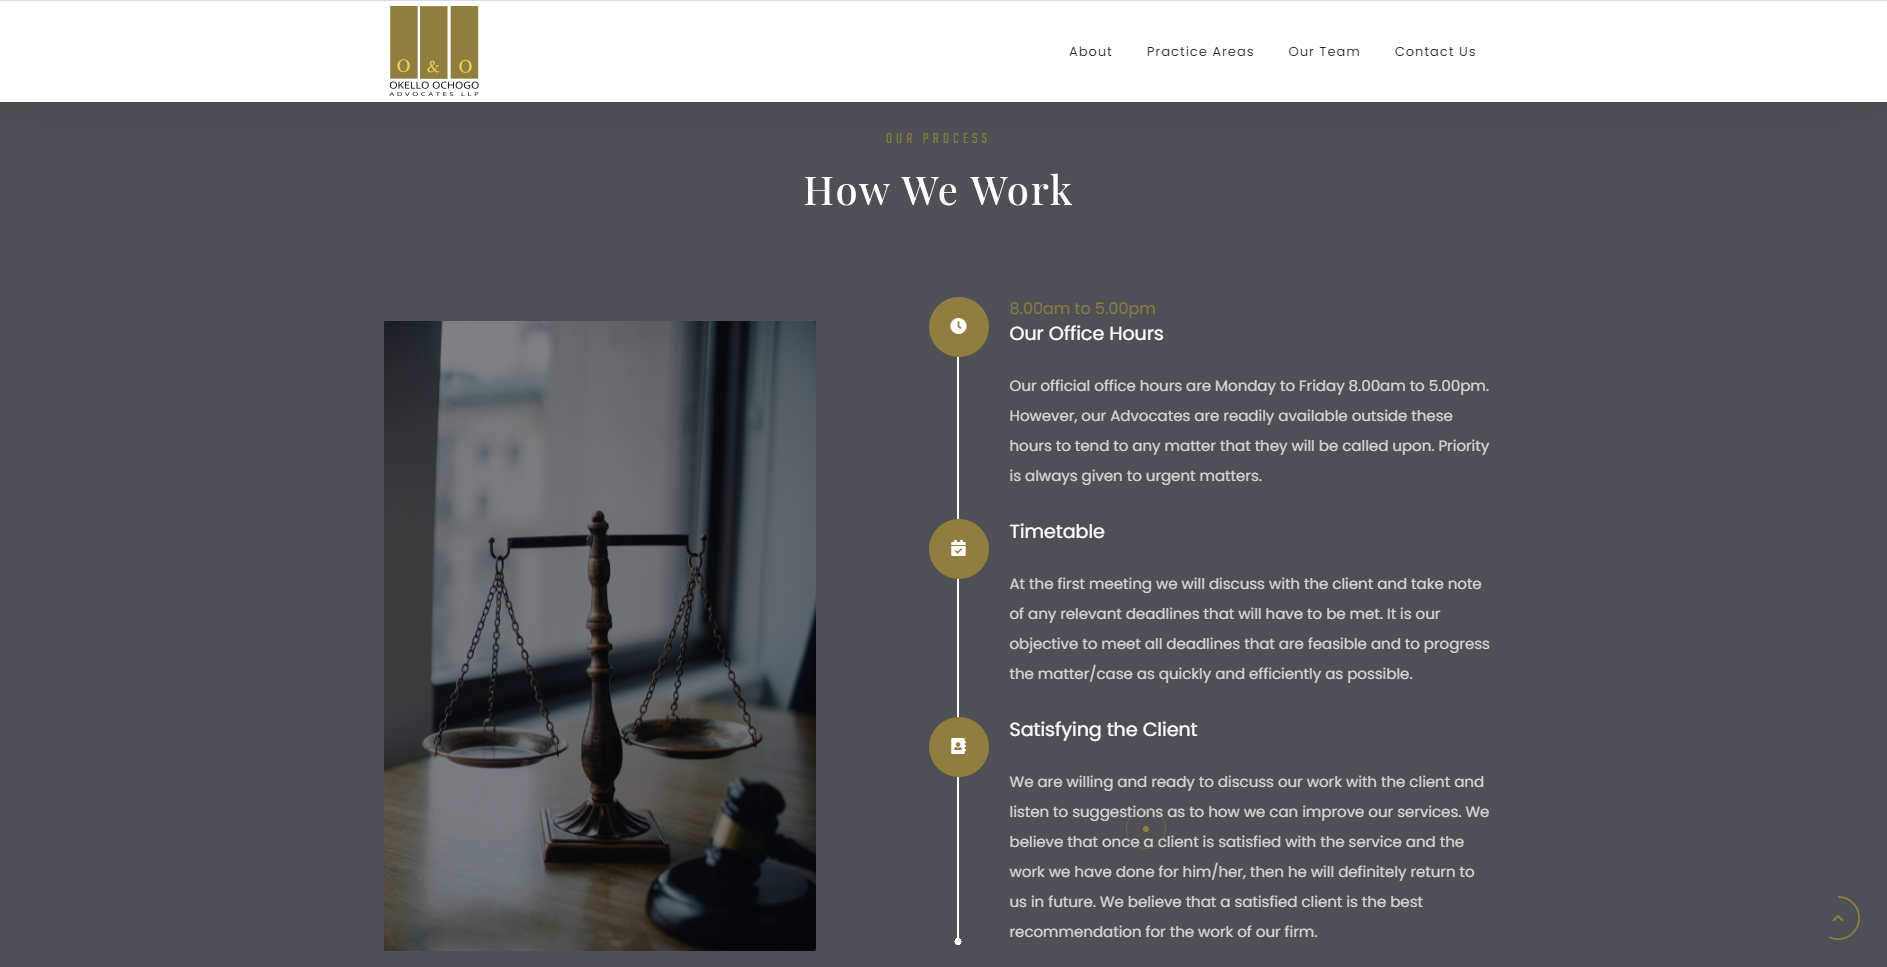 O & O
OKELLO OCHOGO
ADVOCATES LLP
About
Practice Areas
Our Team
Contact Us
OUR PROCESS
How We Work
8.00am to 5.00pm
Our Office Hours
Our official office hours are Monday to Friday 8.00am to 5.00pm.
However, our Advocates are readily available outside these
hours to tend to any matter that they will be called upon. Priority
is always given to urgent matters.
Timetable
At the first meeting we will discuss with the client and take note
of any relevant deadlines that will have to be met. It is our
objective to meet all deadlines that are feasible and to progress
the matter/case as quickly and efficiently as possible.
Satisfying the Client
We are willing and ready to discuss our work with the client and
listen to suggestions as to how we can improve our services. We
believe that once a client is satisfied with the service and the
work we have done for him/her, then he will definitely return to
us in future. We believe that a satisfied client is the best
recommendation for the work of our firm.